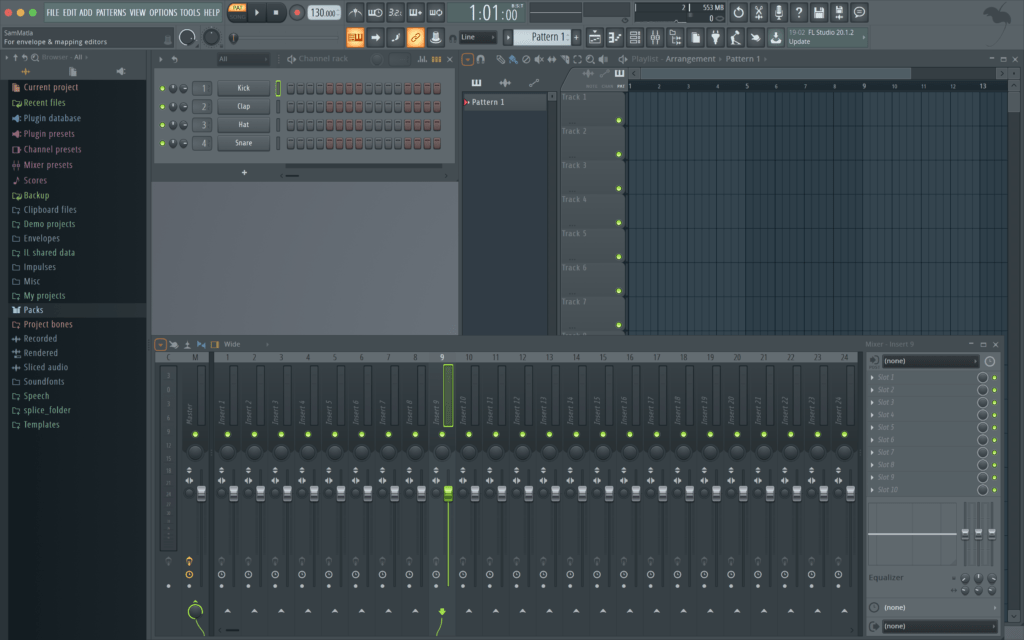 FILE EDIT ADD PATTERNS VIEW OPTIONS TOOLS HELP
PAT
130.000
3.2.1
1:01:00
2
553 MB
0
SamMata
For envelope & mapping editors
Line
Pattern 1
19:02 FL Studio 20.1.2
Update
Browser All
Current project
Recent files
Plugin database
Plugin presets
Channel presets
Mixer presets
Scores
Backup
Clipboard files
Demo projects
Envelopes
IL shared data
Impulses
Misc
My projects
Packs
Project bones
Recorded
Rendered
Sliced audio
Soundfonts
Speech
splice_folder
Templates
All
Channel rack
1 Kick
2 Clap
3 Hat
4 Snare
+
Pattern 1
Playlist - Arrangement › Pattern 1
1 2 3 4 5 6 7 8 9 10 11 12 13
Track 1
Track 2
Track 3
Track 4
Track 5
Track 6
Track 7
Wide
Mixer - Insert 9
C M 1 2 3 4 5 6 7 8 9 10 11 12 13 14 15 16 17 18 19 20 21 22 23 24
Master
Insert 1
Insert 2
Insert 3
Insert 4
Insert 5
Insert 6
Insert 7
Insert 8
Insert 9
Insert 10
Insert 11
Insert 12
Insert 13
Insert 14
Insert 15
Insert 16
Insert 17
Insert 18
Insert 19
Insert 20
Insert 21
Insert 22
Insert 23
Insert 24
(none)
Slot 1
Slot 2
Slot 3
Slot 4
Slot 5
Slot 6
Slot 7
Slot 8
Slot 9
Slot 10
Equalizer
(none)
(none)